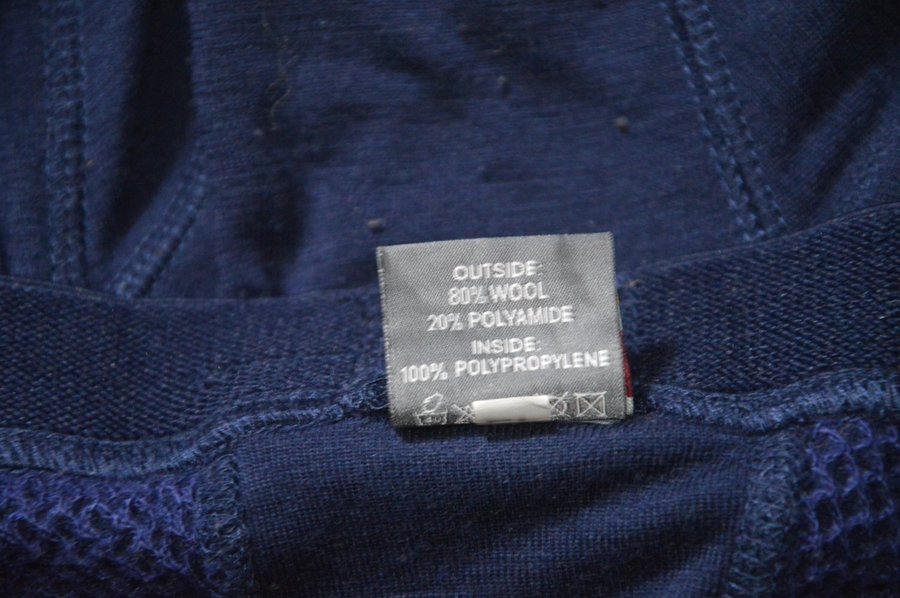 OUTSIDE:
80% WOOL
20% POLYAMIDE
INSIDE:
100% POLYPROPYLENE